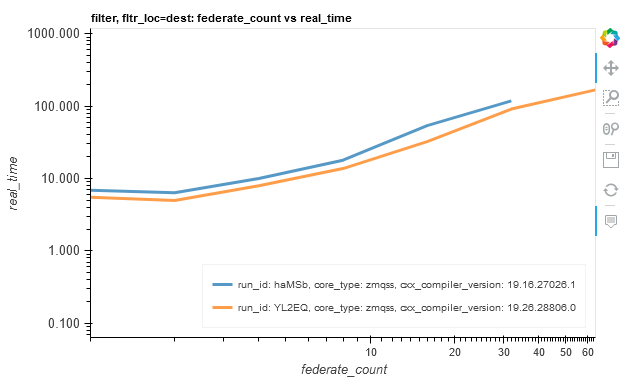 filter, fltr_loc=dest: federate_count vs real_time
1000.000
100.000
10.000
1.000
0.100
real_time
run_id: haMSb, core_type: zmqss, cxx_compiler_version: 19.16.27026.1
run_id: YL2EQ, core_type: zmqss, cxx_compiler_version: 19.26.28806.0
10 20 30 40 50 60
federate_count